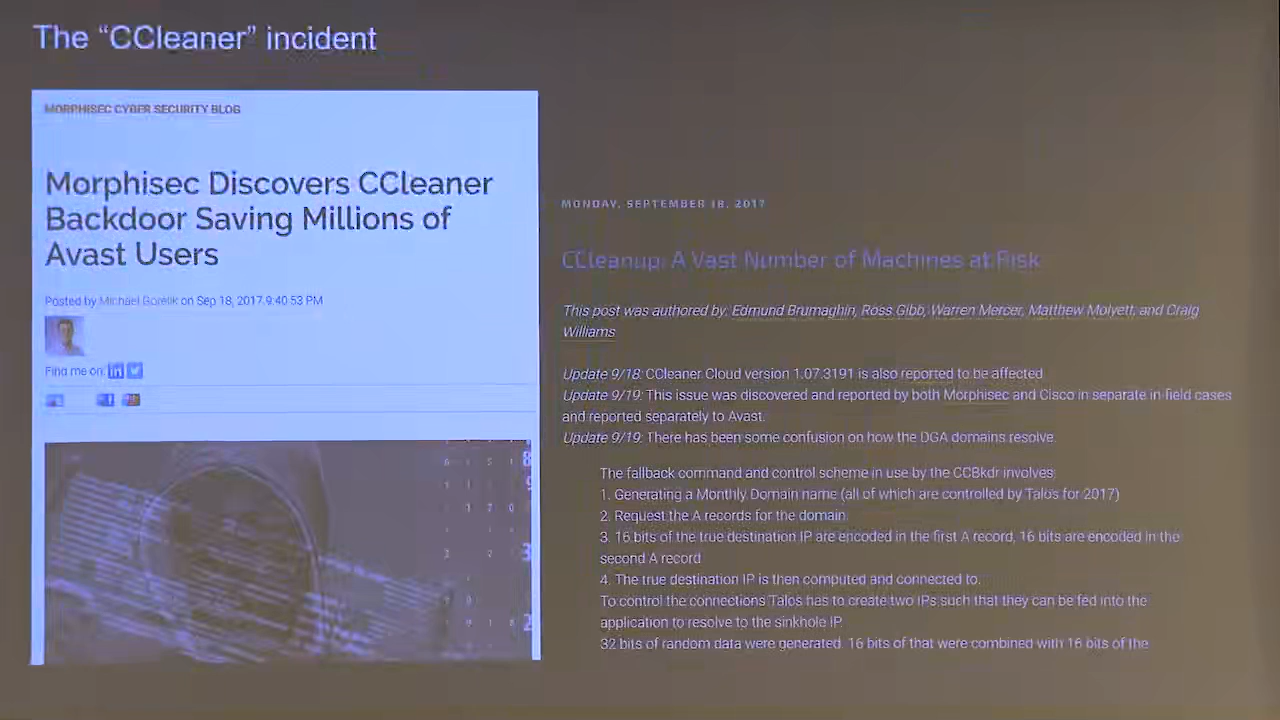 The “CCleaner” incident
MORPHISEC CYBER SECURITY BLOG
Morphisec Discovers CCleaner
Backdoor Saving Millions of
Avast Users
Posted by Michael Gorelik on Sep 18, 2017 9:40:53 PM
Find me on:
MONDAY, SEPTEMBER 18, 2017
CCleanup: A Vast Number of Machines at Risk
This post was authored by: Edmund Brumaghin, Ross Gibb, Warren Mercer, Matthew Molyett, and Craig
Williams
Update 9/18: CCleaner Cloud version 1.07.3191 is also reported to be affected
Update 9/19: This issue was discovered and reported by both Morphisec and Cisco in separate in-field cases
and reported separately to Avast.
Update 9/19: There has been some confusion on how the DGA domains resolve.
The fallback command and control scheme in use by the CCBkdr involves:
1. Generating a Monthly Domain name (all of which are controlled by Talos for 2017)
2. Request the A records for the domain.
3. 16 bits of the true destination IP are encoded in the first A record, 16 bits are encoded in the
second A record
4. The true destination IP is then computed and connected to.
To control the connections Talos has to create two IPs such that they can be fed into the
application to resolve to the sinkhole IP.
32 bits of random data were generated. 16 bits of that were combined with 16 bits of the